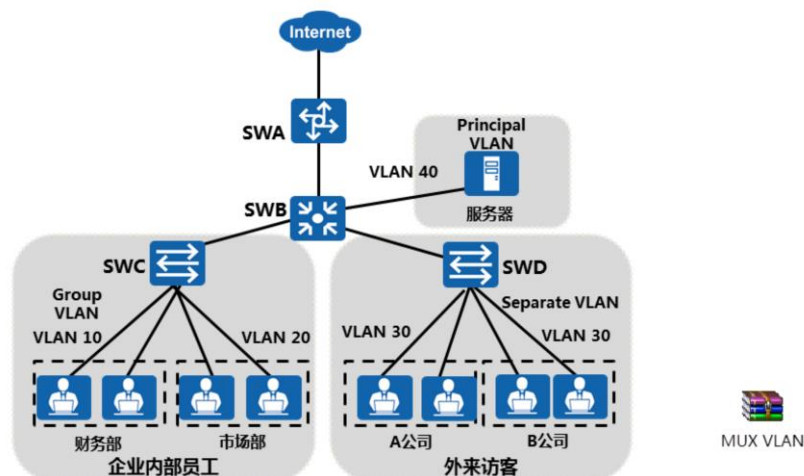 Internet
SWA
Principal
VLAN
VLAN 40
服务器
SWB
SWC
SWD
Group
VLAN
VLAN 10
VLAN 20
Separate VLAN
VLAN 30
VLAN 30
财务部
市场部
A公司
B公司
企业内部员工
外来访客
MUX VLAN